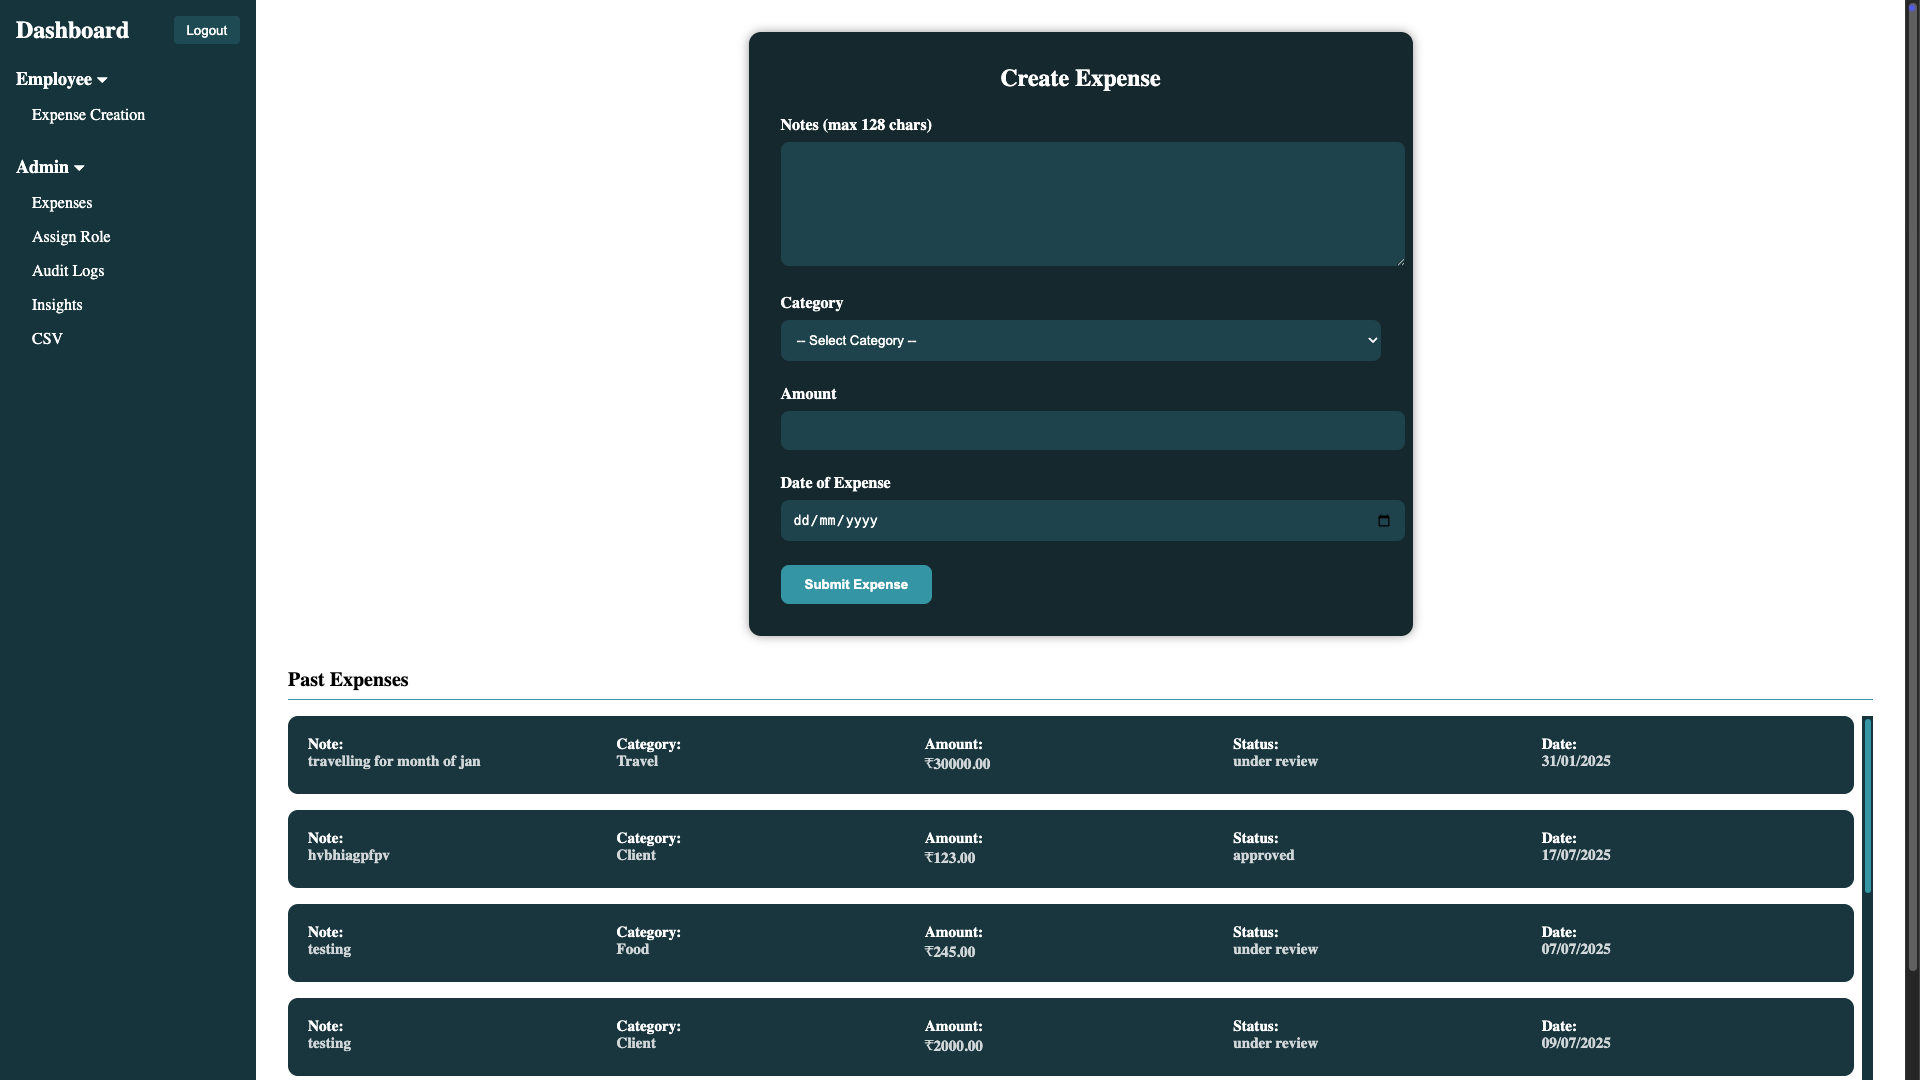 Dashboard
Logout
Employee
Expense Creation
Admin
Expenses
Assign Role
Audit Logs
Insights
CSV
Create Expense
Notes (max 128 chars)
Category
-- Select Category --
Amount
Date of Expense
dd/mm/yyyy
Submit Expense
Past Expenses
Note: Category: Amount: Status: Date:
travelling for month of jan Travel ₹30000.00 under review 31/01/2025
Note: Category: Amount: Status: Date:
hvbhiagpfpv Client ₹123.00 approved 17/07/2025
Note: Category: Amount: Status: Date:
testing Food ₹245.00 under review 07/07/2025
Note: Category: Amount: Status: Date:
testing Client ₹2000.00 under review 09/07/2025